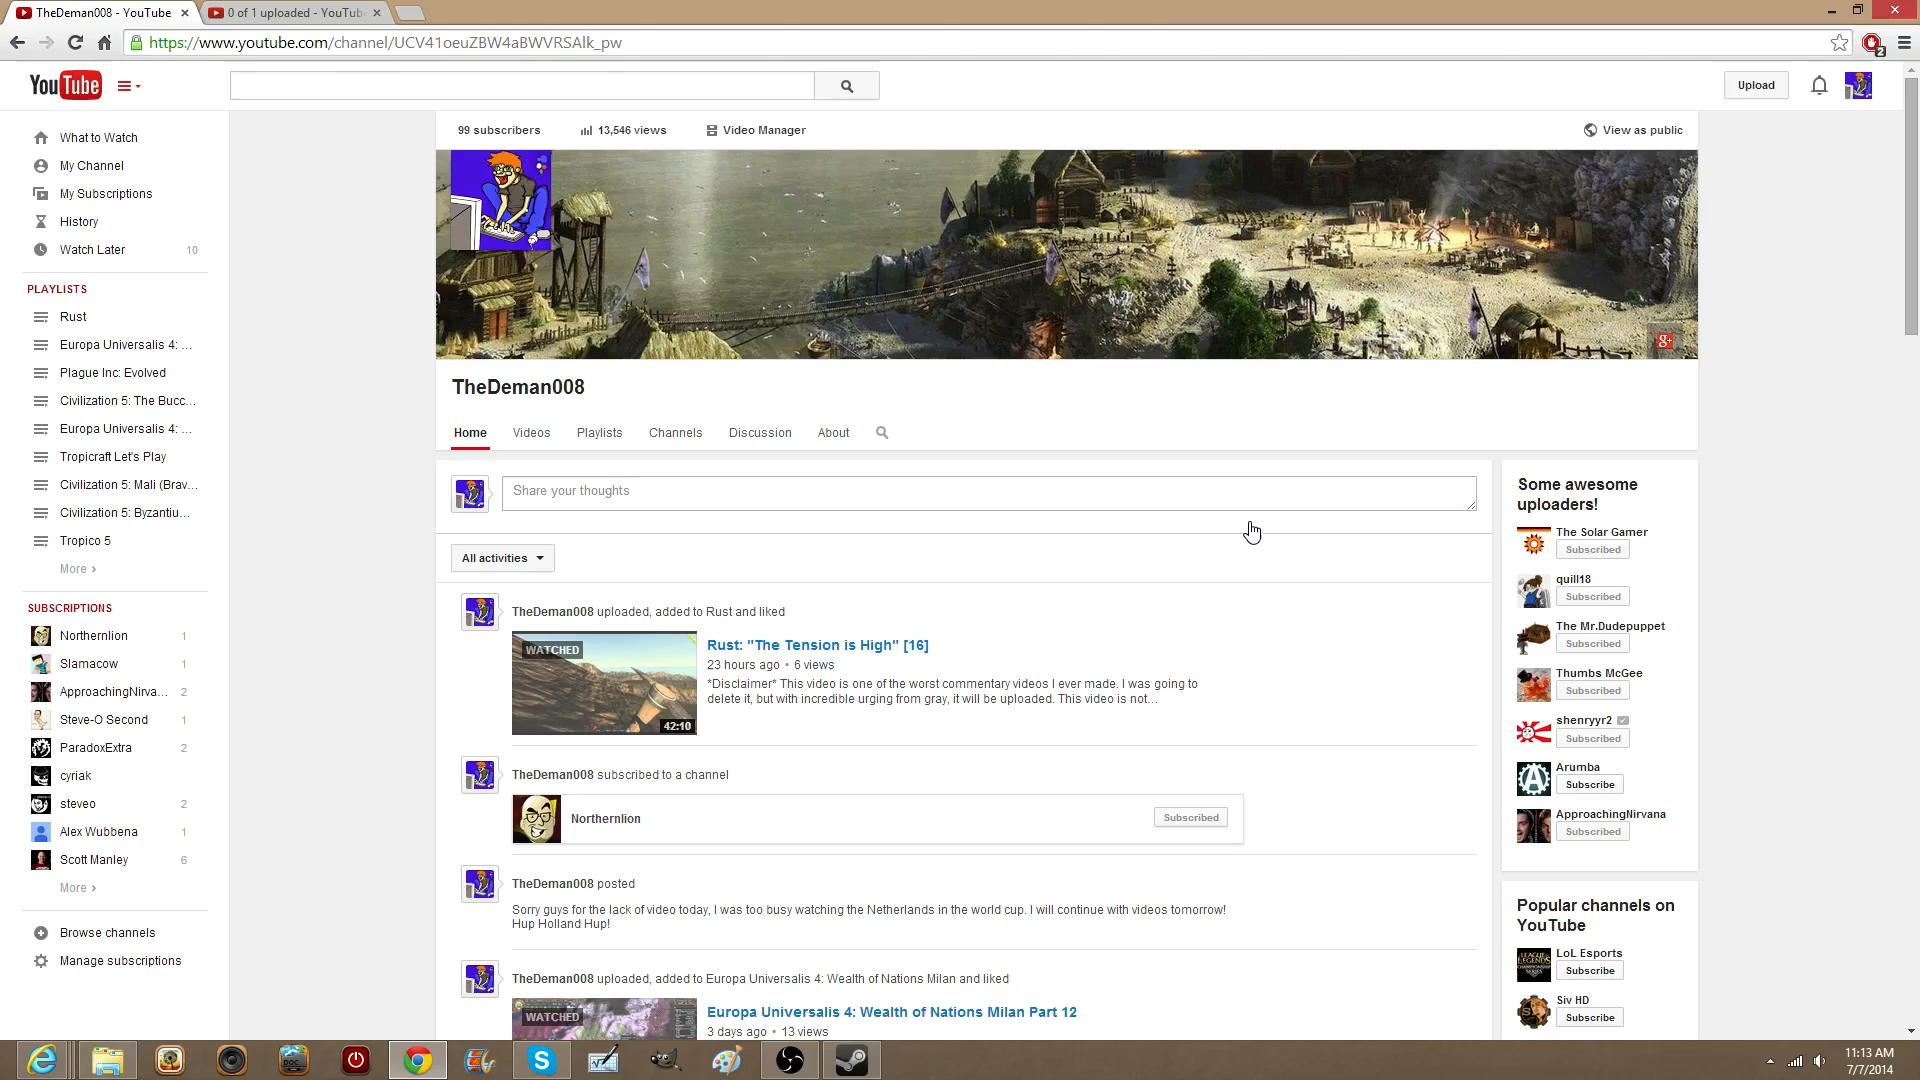 TheDeman008 - YouTube
0 of 1 uploaded - YouTub
https://www.youtube.com/channel/UCV41oeuZBW4aBWVRSAlk_pw
2
YouTube
Upload
What to Watch
My Channel
My Subscriptions
History
Watch Later 10
PLAYLISTS
Rust
Europa Universalis 4: ...
Plague Inc: Evolved
Civilization 5: The Bucc...
Europa Universalis 4: ...
Tropicraft Let's Play
Civilization 5: Mali (Brav...
Civilization 5: Byzantiu...
Tropico 5
More ›
SUBSCRIPTIONS
Northernlion 1
Slamacow 1
ApproachingNirva... 2
Steve-O Second 1
ParadoxExtra 2
cyriak
steveo 2
Alex Wubbena 1
Scott Manley 6
More ›
Browse channels
Manage subscriptions
99 subscribers 13,546 views Video Manager View as public
g+
TheDeman008
Home Videos Playlists Channels Discussion About
Share your thoughts
All activities
TheDeman008 uploaded, added to Rust and liked
WATCHED
42:10
Rust: "The Tension is High" [16]
23 hours ago • 6 views
*Disclaimer* This video is one of the worst commentary videos I ever made. I was going to
delete it, but with incredible urging from gray, it will be uploaded. This video is not...
TheDeman008 subscribed to a channel
Northernlion Subscribed
TheDeman008 posted
Sorry guys for the lack of video today, I was too busy watching the Netherlands in the world cup. I will continue with videos tomorrow!
Hup Holland Hup!
TheDeman008 uploaded, added to Europa Universalis 4: Wealth of Nations Milan and liked
WATCHED
Europa Universalis 4: Wealth of Nations Milan Part 12
3 days ago • 13 views
Some awesome
uploaders!
The Solar Gamer
Subscribed
quill18
Subscribed
The Mr.Dudepuppet
Subscribed
Thumbs McGee
Subscribed
shenryyr2
Subscribed
Arumba
Subscribe
ApproachingNirvana
Subscribed
Popular channels on
YouTube
LoL Esports
Subscribe
Siv HD
Subscribe
11:13 AM
7/7/2014